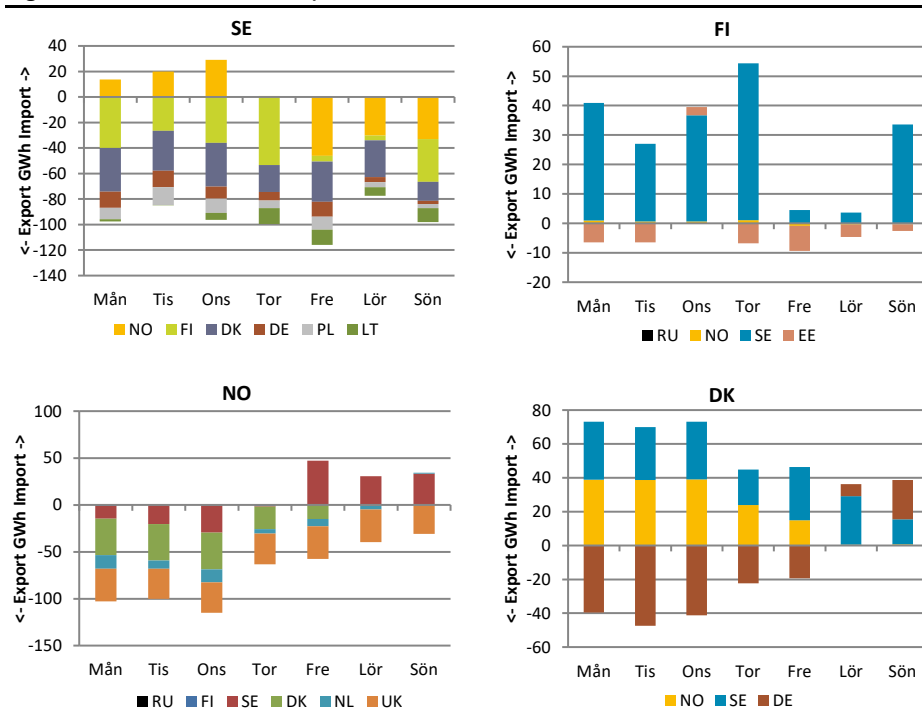 SE
<- Export GWh Import ->
40
20
0
-20
-40
-60
-80
-100
-120
-140
Mån Tis Ons Tor Fre Lör Sön
NO FI DK DE PL LT
FI
<- Export GWh Import ->
60
50
40
30
20
10
0
-10
-20
Mån Tis Ons Tor Fre Lör Sön
RU NO SE EE
NO
<- Export GWh Import ->
100
50
0
-50
-100
-150
Mån Tis Ons Tor Fre Lör Sön
RU FI SE DK NL UK
DK
<- Export GWh Import ->
80
60
40
20
0
-20
-40
-60
Mån Tis Ons Tor Fre Lör Sön
NO SE DE